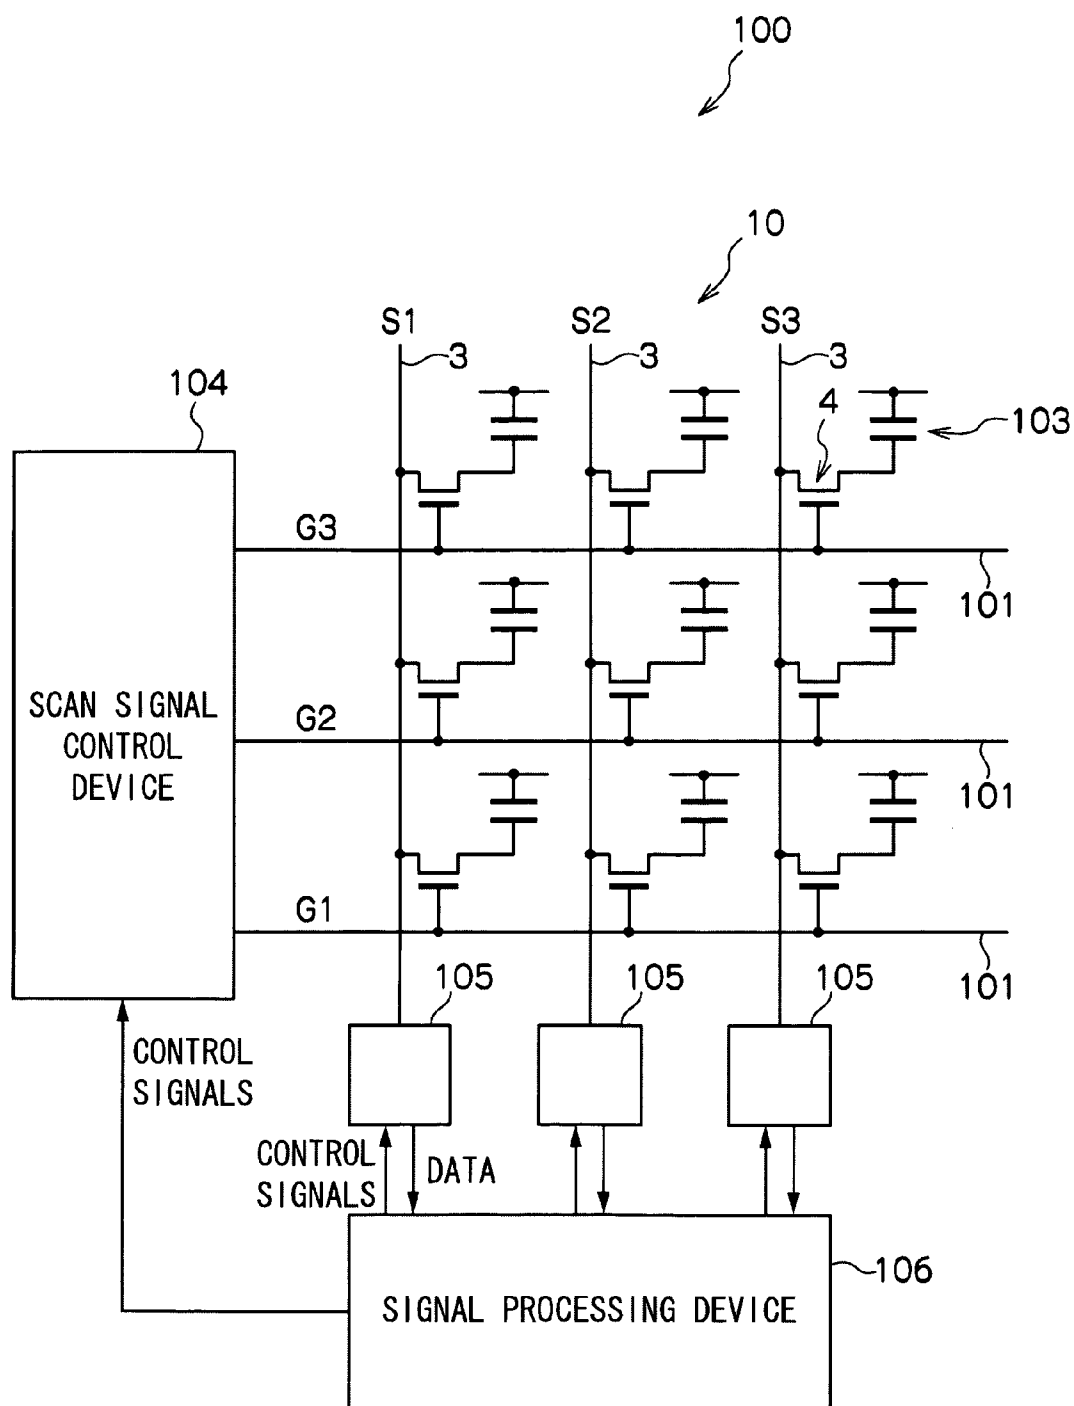 100
10
S1
S2
S3
3
3
3
104
4
103
G3
101
SCAN SIGNAL
CONTROL
DEVICE
G2
101
G1
101
105
105
105
CONTROL
SIGNALS
CONTROL
SIGNALS
DATA
106
SIGNAL PROCESSING DEVICE